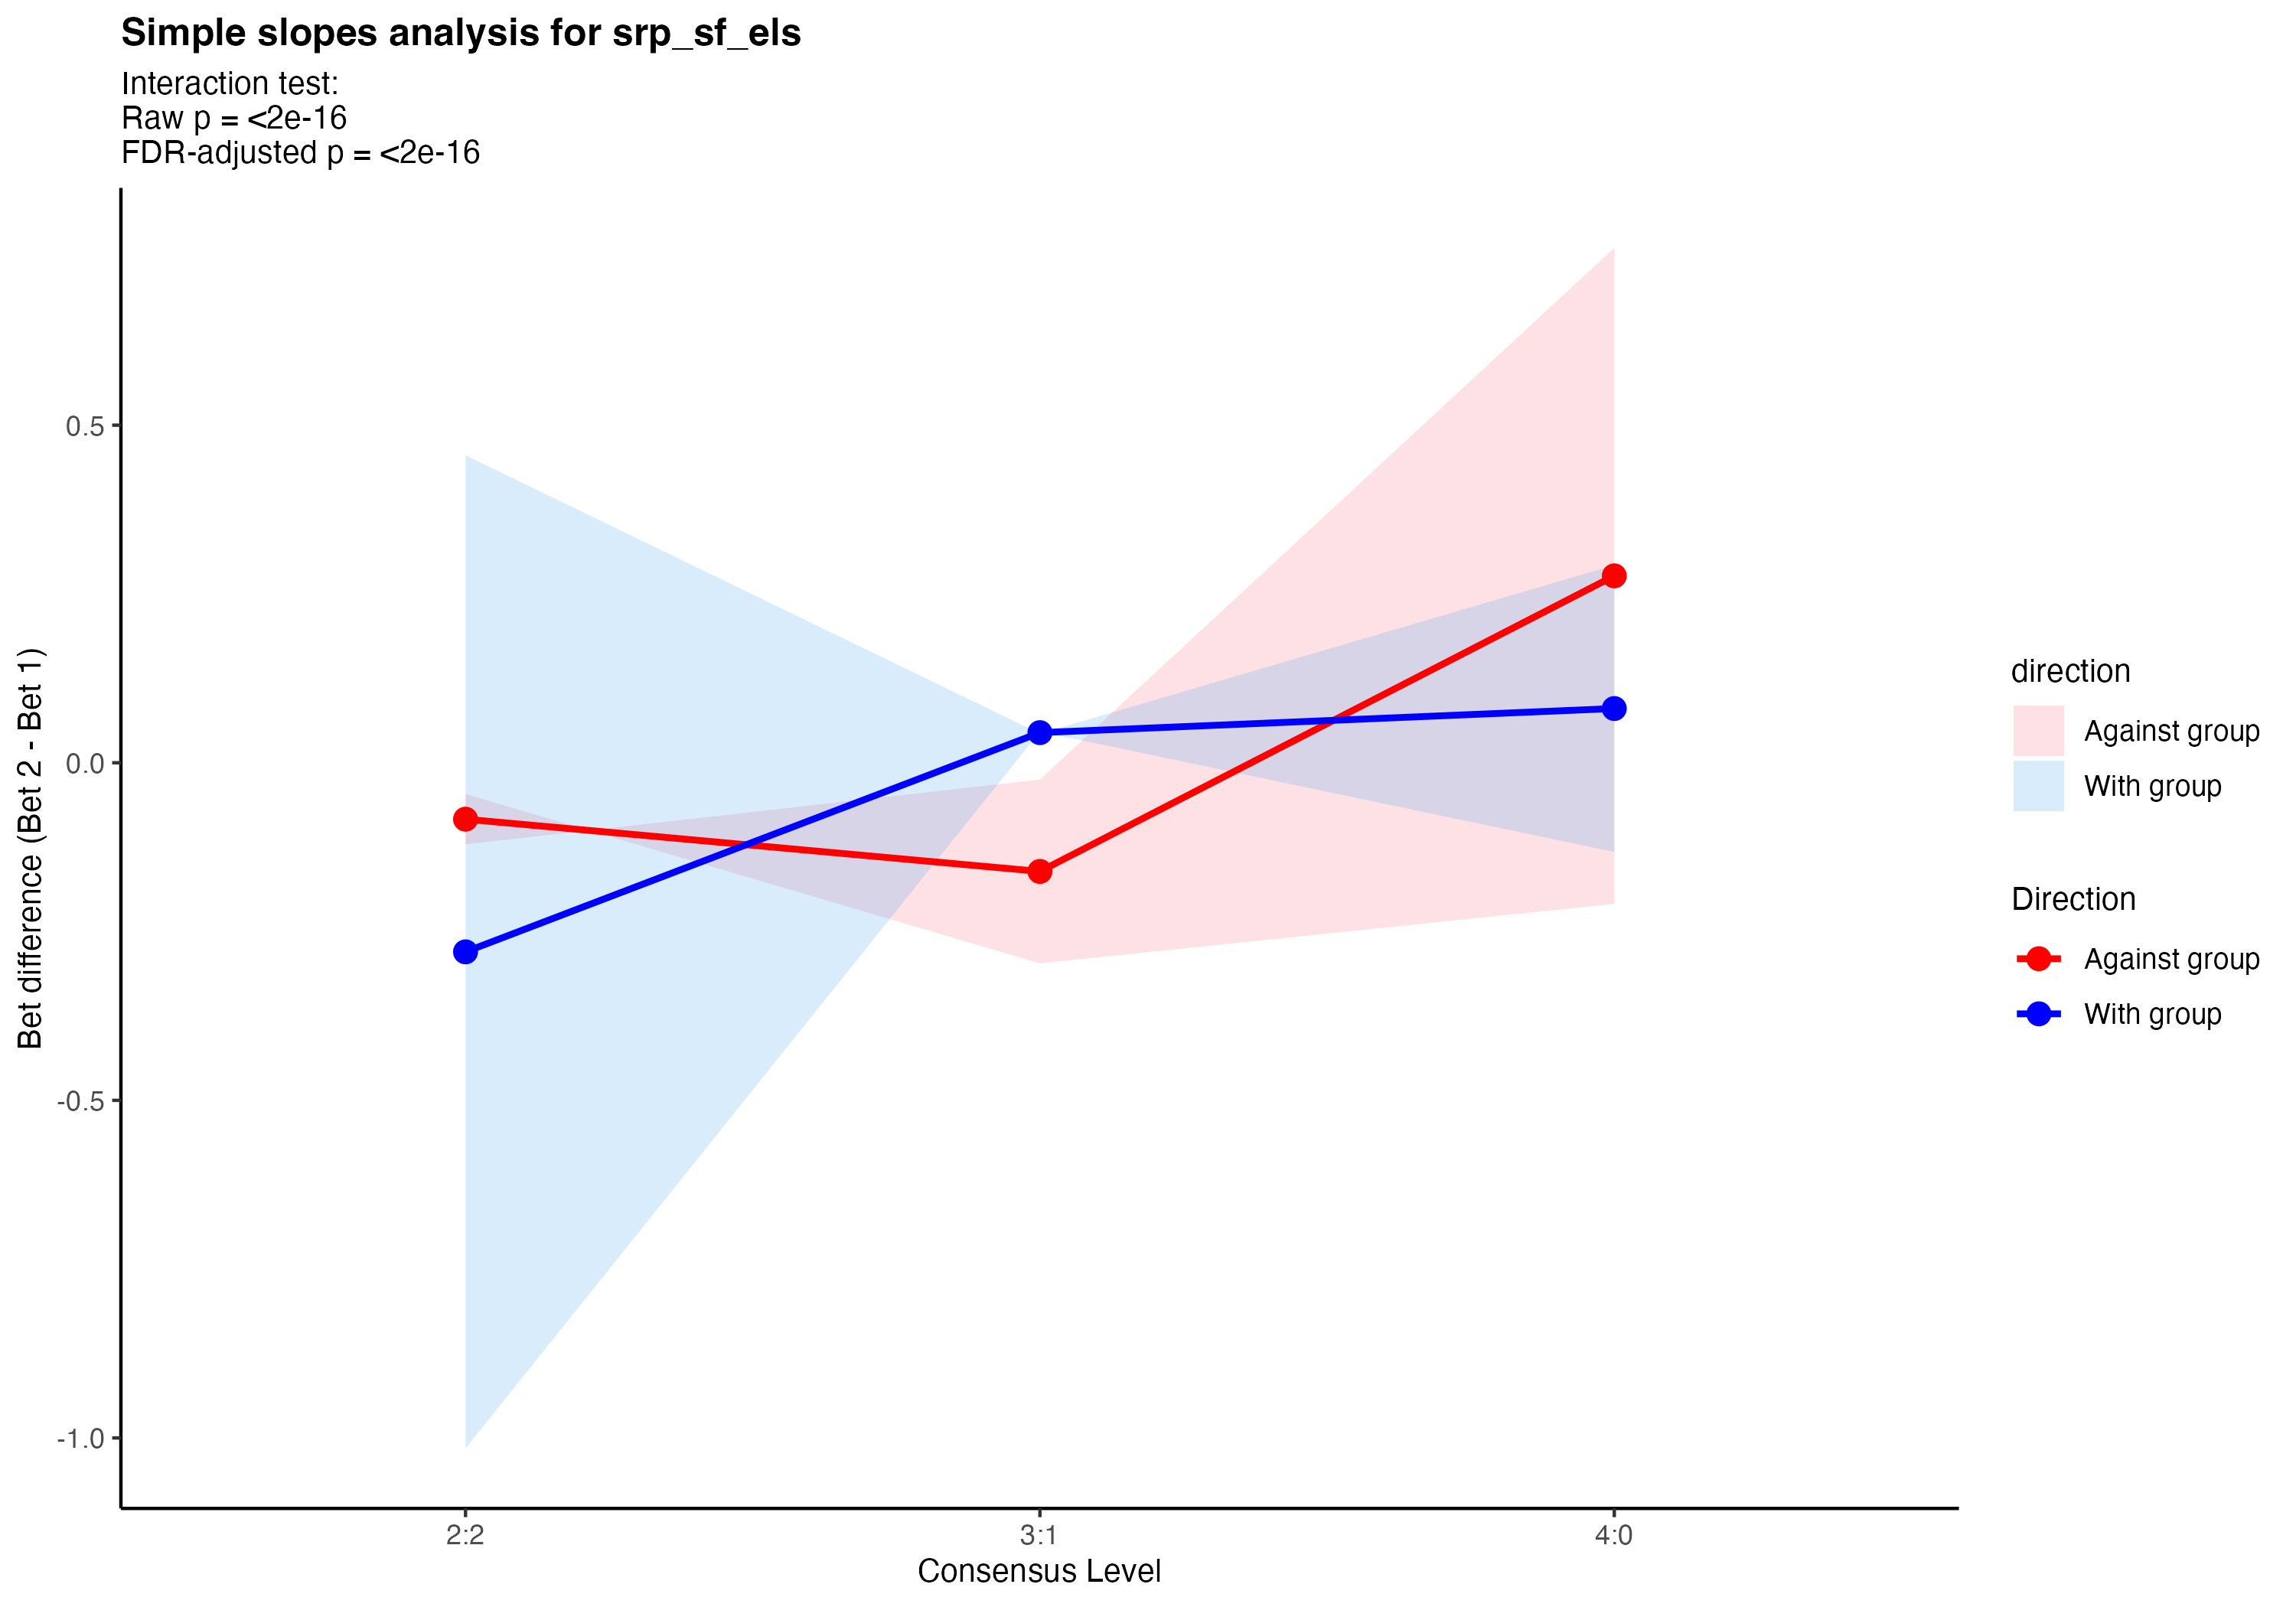 Simple slopes analysis for srp_sf_els
Interaction test:
Raw p = <2e-16
FDR-adjusted p = <2e-16
Bet difference (Bet 2 - Bet 1)
0.5
0.0
-0.5
-1.0
2:2
3:1
4:0
Consensus Level
direction
Against group
With group
Direction
Against group
With group